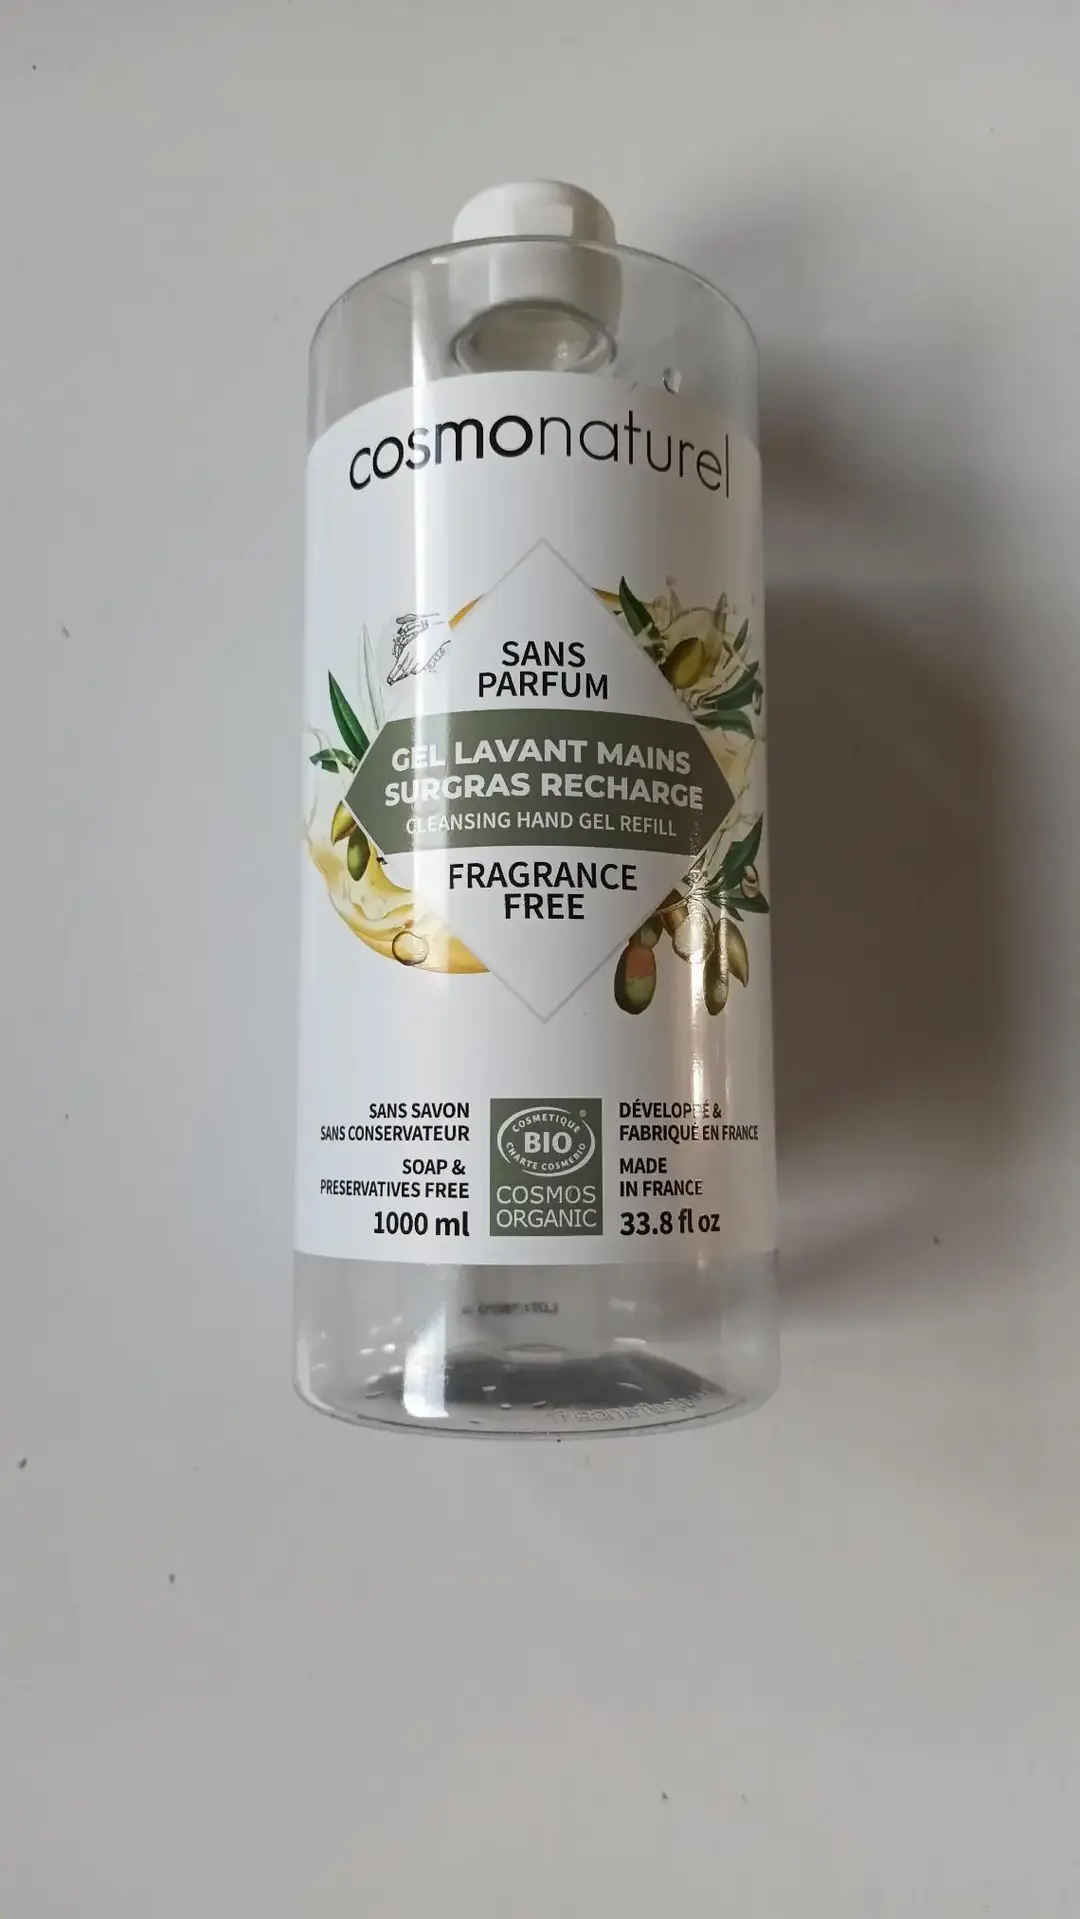 cosmonaturel
SANS
PARFUM
GEL LAVANT MAINS
SURGRAS RECHARGE
CLEANSING HAND GEL REFILL
FRAGRANCE
FREE
SANS SAVON
SANS CONSERVATEUR
SOAP &
PRESERVATIVES FREE
1000 ml
COSMETIQUE
BIO
CHARTE COSMEBIO
COSMOS
ORGANIC
DÉVELOPPÉ &
FABRIQUÉ EN FRANCE
MADE
IN FRANCE
33.8 fl oz